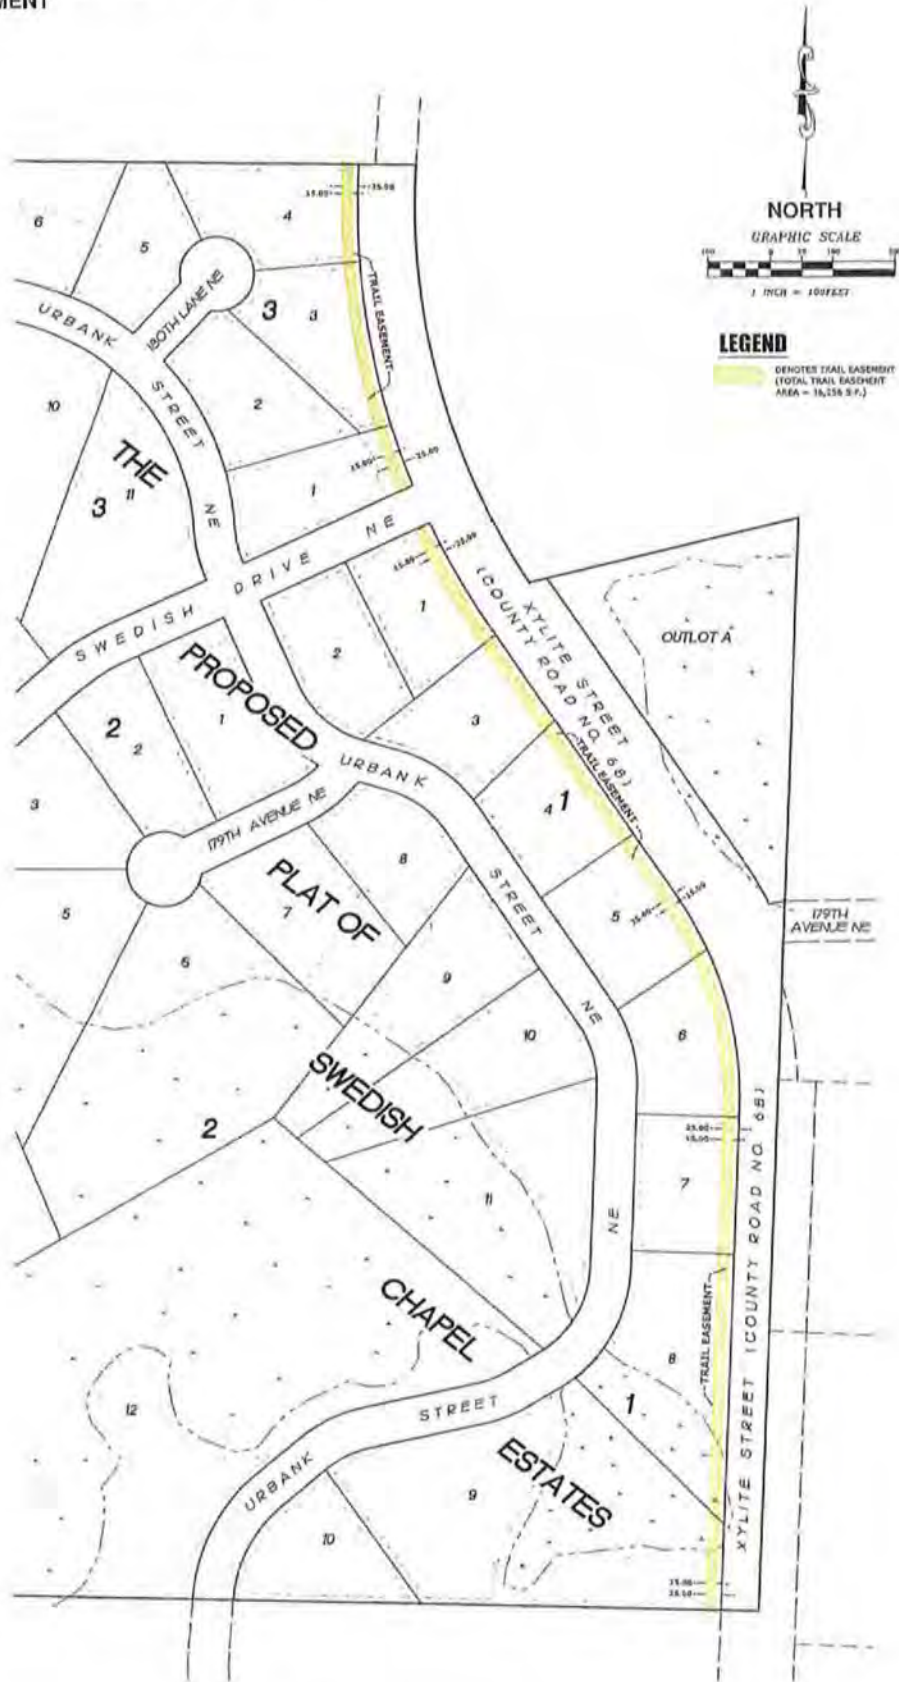 MENT
NORTH
GRAPHIC SCALE
1 INCH = 100FEET
LEGEND
DENOTES TRAIL EASEMENT
(TOTAL TRAIL EASEMENT
6
5
4
180TH LANE NE
3
3
TRAIL EASEMENT
URBANK
STREET
NE
10
2
THE
3
11
1
SWEDISH DRIVE NE
1
2
XYLITE STREET
(COUNTY ROAD NO. 68)
OUTLOT A
PROPOSED
2
2
1
3
URBANK
STREET
NE
179TH AVENUE NE
TRAIL EASEMENT
4
1
3
8
PLAT OF
7
5
5
179TH
AVENUE NE
6
9
10
6
SWEDISH
2
7
11
NE
CHAPEL
TRAIL EASEMENT
8
XYLITE STREET (COUNTY ROAD NO. 68)
12
STREET
1
URBANK
ESTATES
9
10